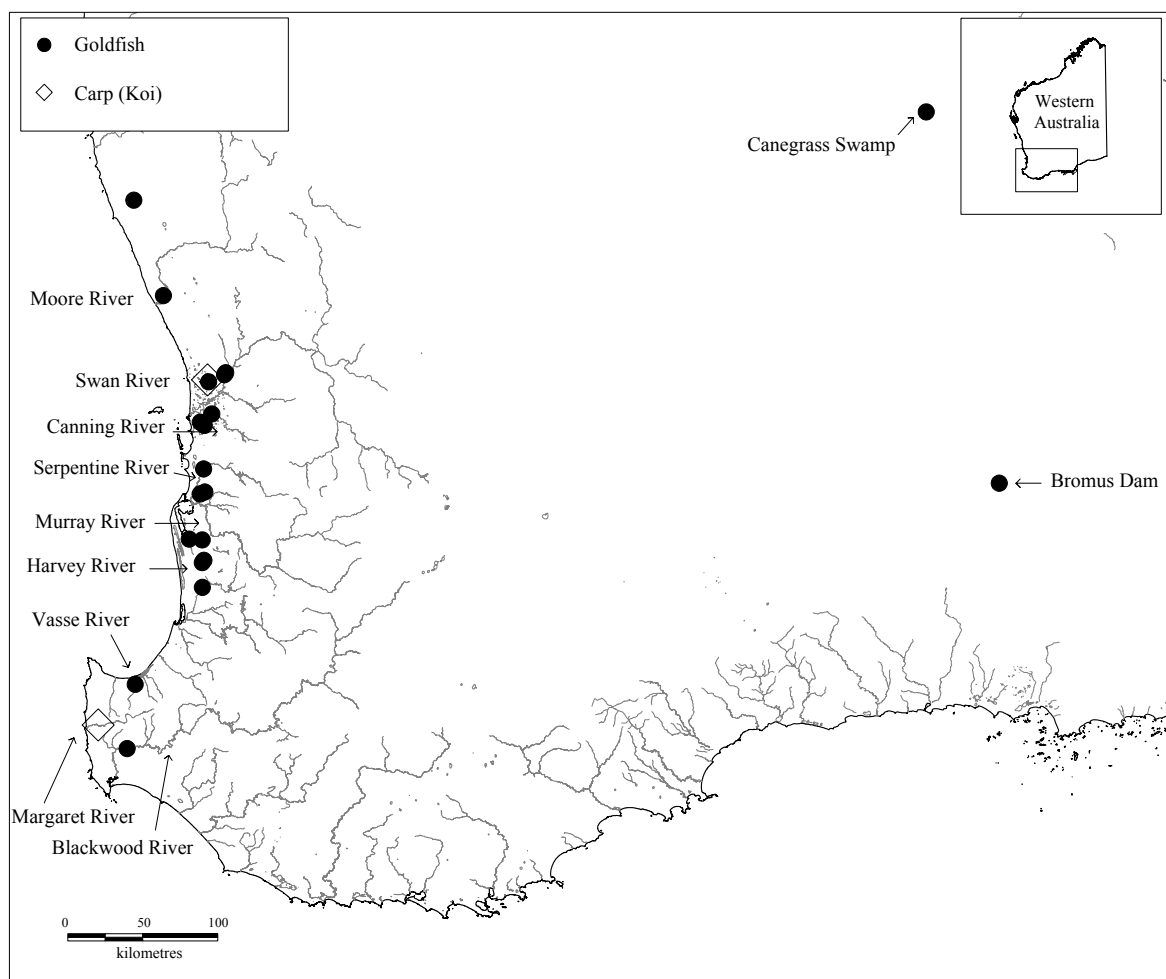 Goldfish
Carp (Koi)
Western
Australia
Canegrass Swamp
Moore River
Swan River
Canning River
Serpentine River
Bromus Dam
Murray River
Harvey River
Vasse River
Margaret River
Blackwood River
0 50 100
kilometres